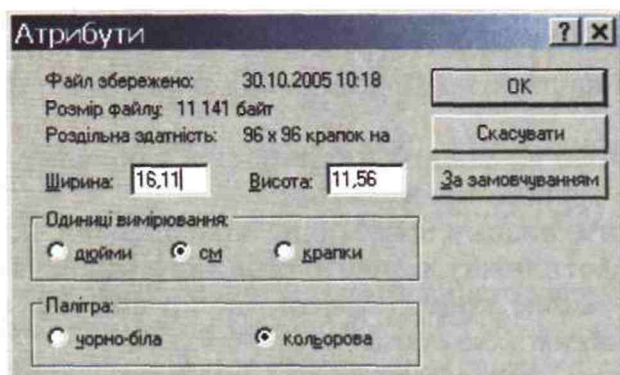 Атрибути
Файл збережено: 30.10.2005 10:18
Розмір файлу: 11 141 байт
Роздільна здатність: 96 x 96 крапок на
Ширина: 16,11 Висота: 11,56
Одиниці вимірювання:
дюйми см крапки
Палітра:
чорно-біла кольорова
OK
Скасувати
За замовчуванням